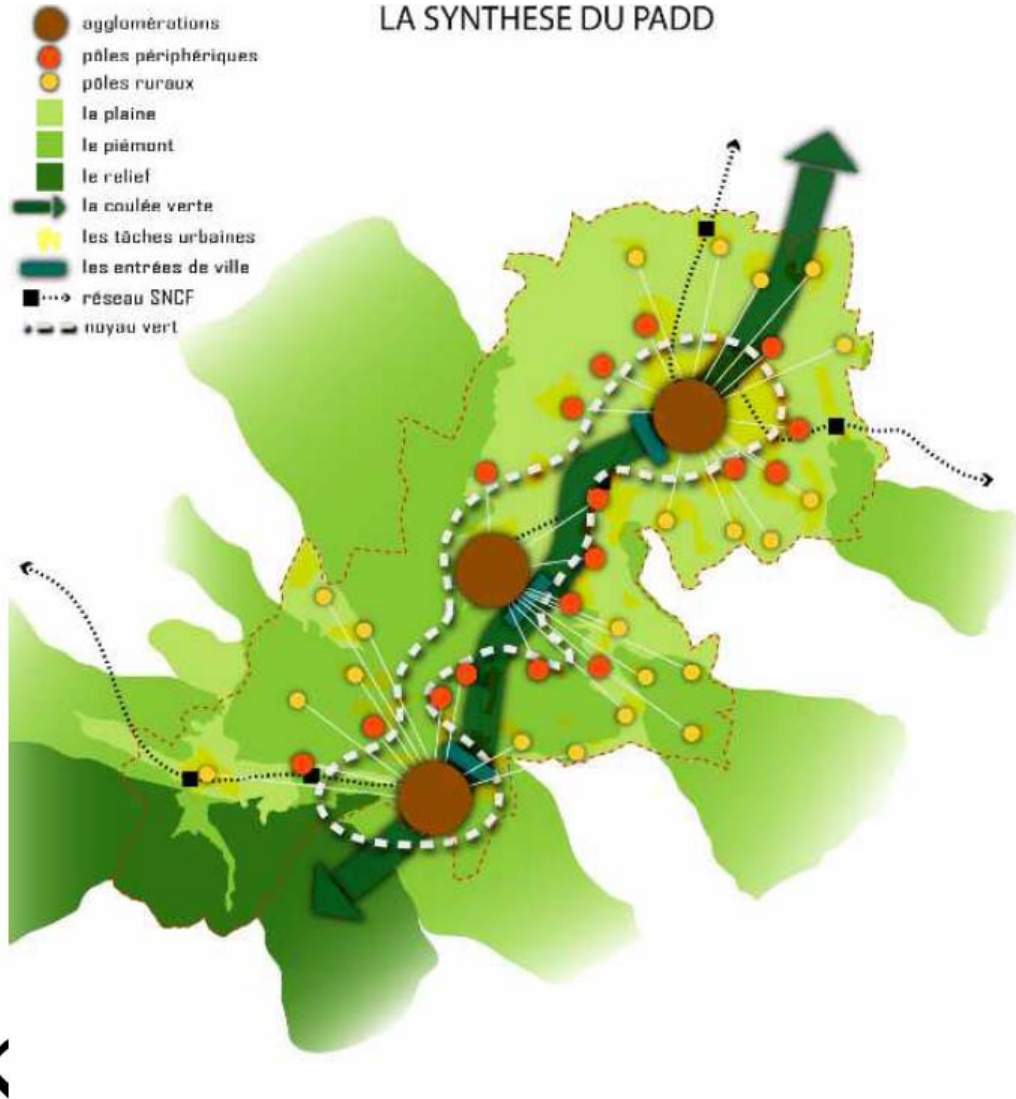 LA SYNTHESE DU PADD
agglomérations
pôles périphériques
pôles ruraux
la plaine
le piémont
le relief
la coulée verte
les tâches urbaines
les entrées de ville
réseau SNCF
noyau vert